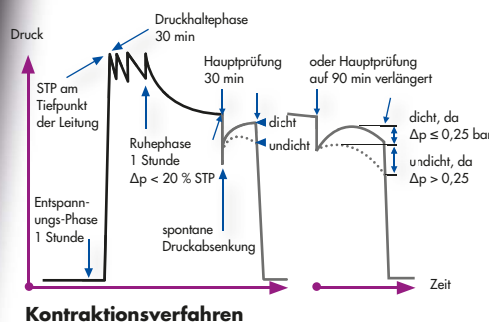 Druck
Druckhaltephase
30 min
STP am
Tiefpunkt
der Leitung
Hauptprüfung
30 min
oder Hauptprüfung
auf 90 min verlängert
dicht
undicht
dicht, da
Δp ≤ 0,25 bar
undicht, da
Δp > 0,25
Ruhephase
1 Stunde
Δp < 20 % STP
Entspann-
ungs-Phase
1 Stunde
spontane
Druckabsenkung
Zeit
Kontraktionsverfahren